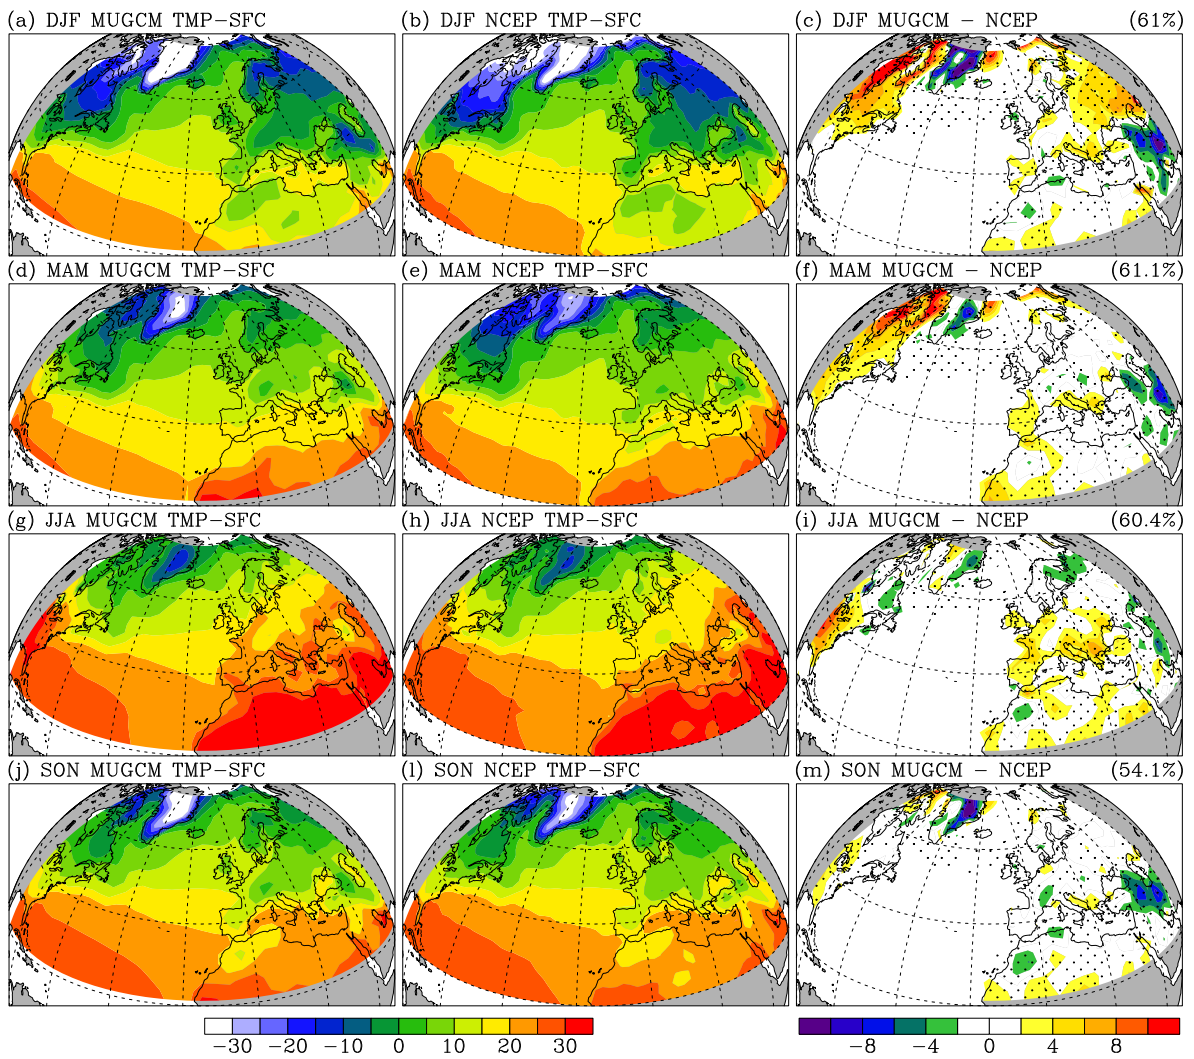 (a) DJF MUGCM TMP−SFC
(b) DJF NCEP TMP−SFC
(c) DJF MUGCM − NCEP (61%)
(d) MAM MUGCM TMP−SFC
(e) MAM NCEP TMP−SFC
(f) MAM MUGCM − NCEP (61.1%)
(g) JJA MUGCM TMP−SFC
(h) JJA NCEP TMP−SFC
(i) JJA MUGCM − NCEP (60.4%)
(j) SON MUGCM TMP−SFC
(l) SON NCEP TMP−SFC
(m) SON MUGCM − NCEP (54.1%)
−30 −20 −10 0 10 20 30
−8 −4 0 4 8